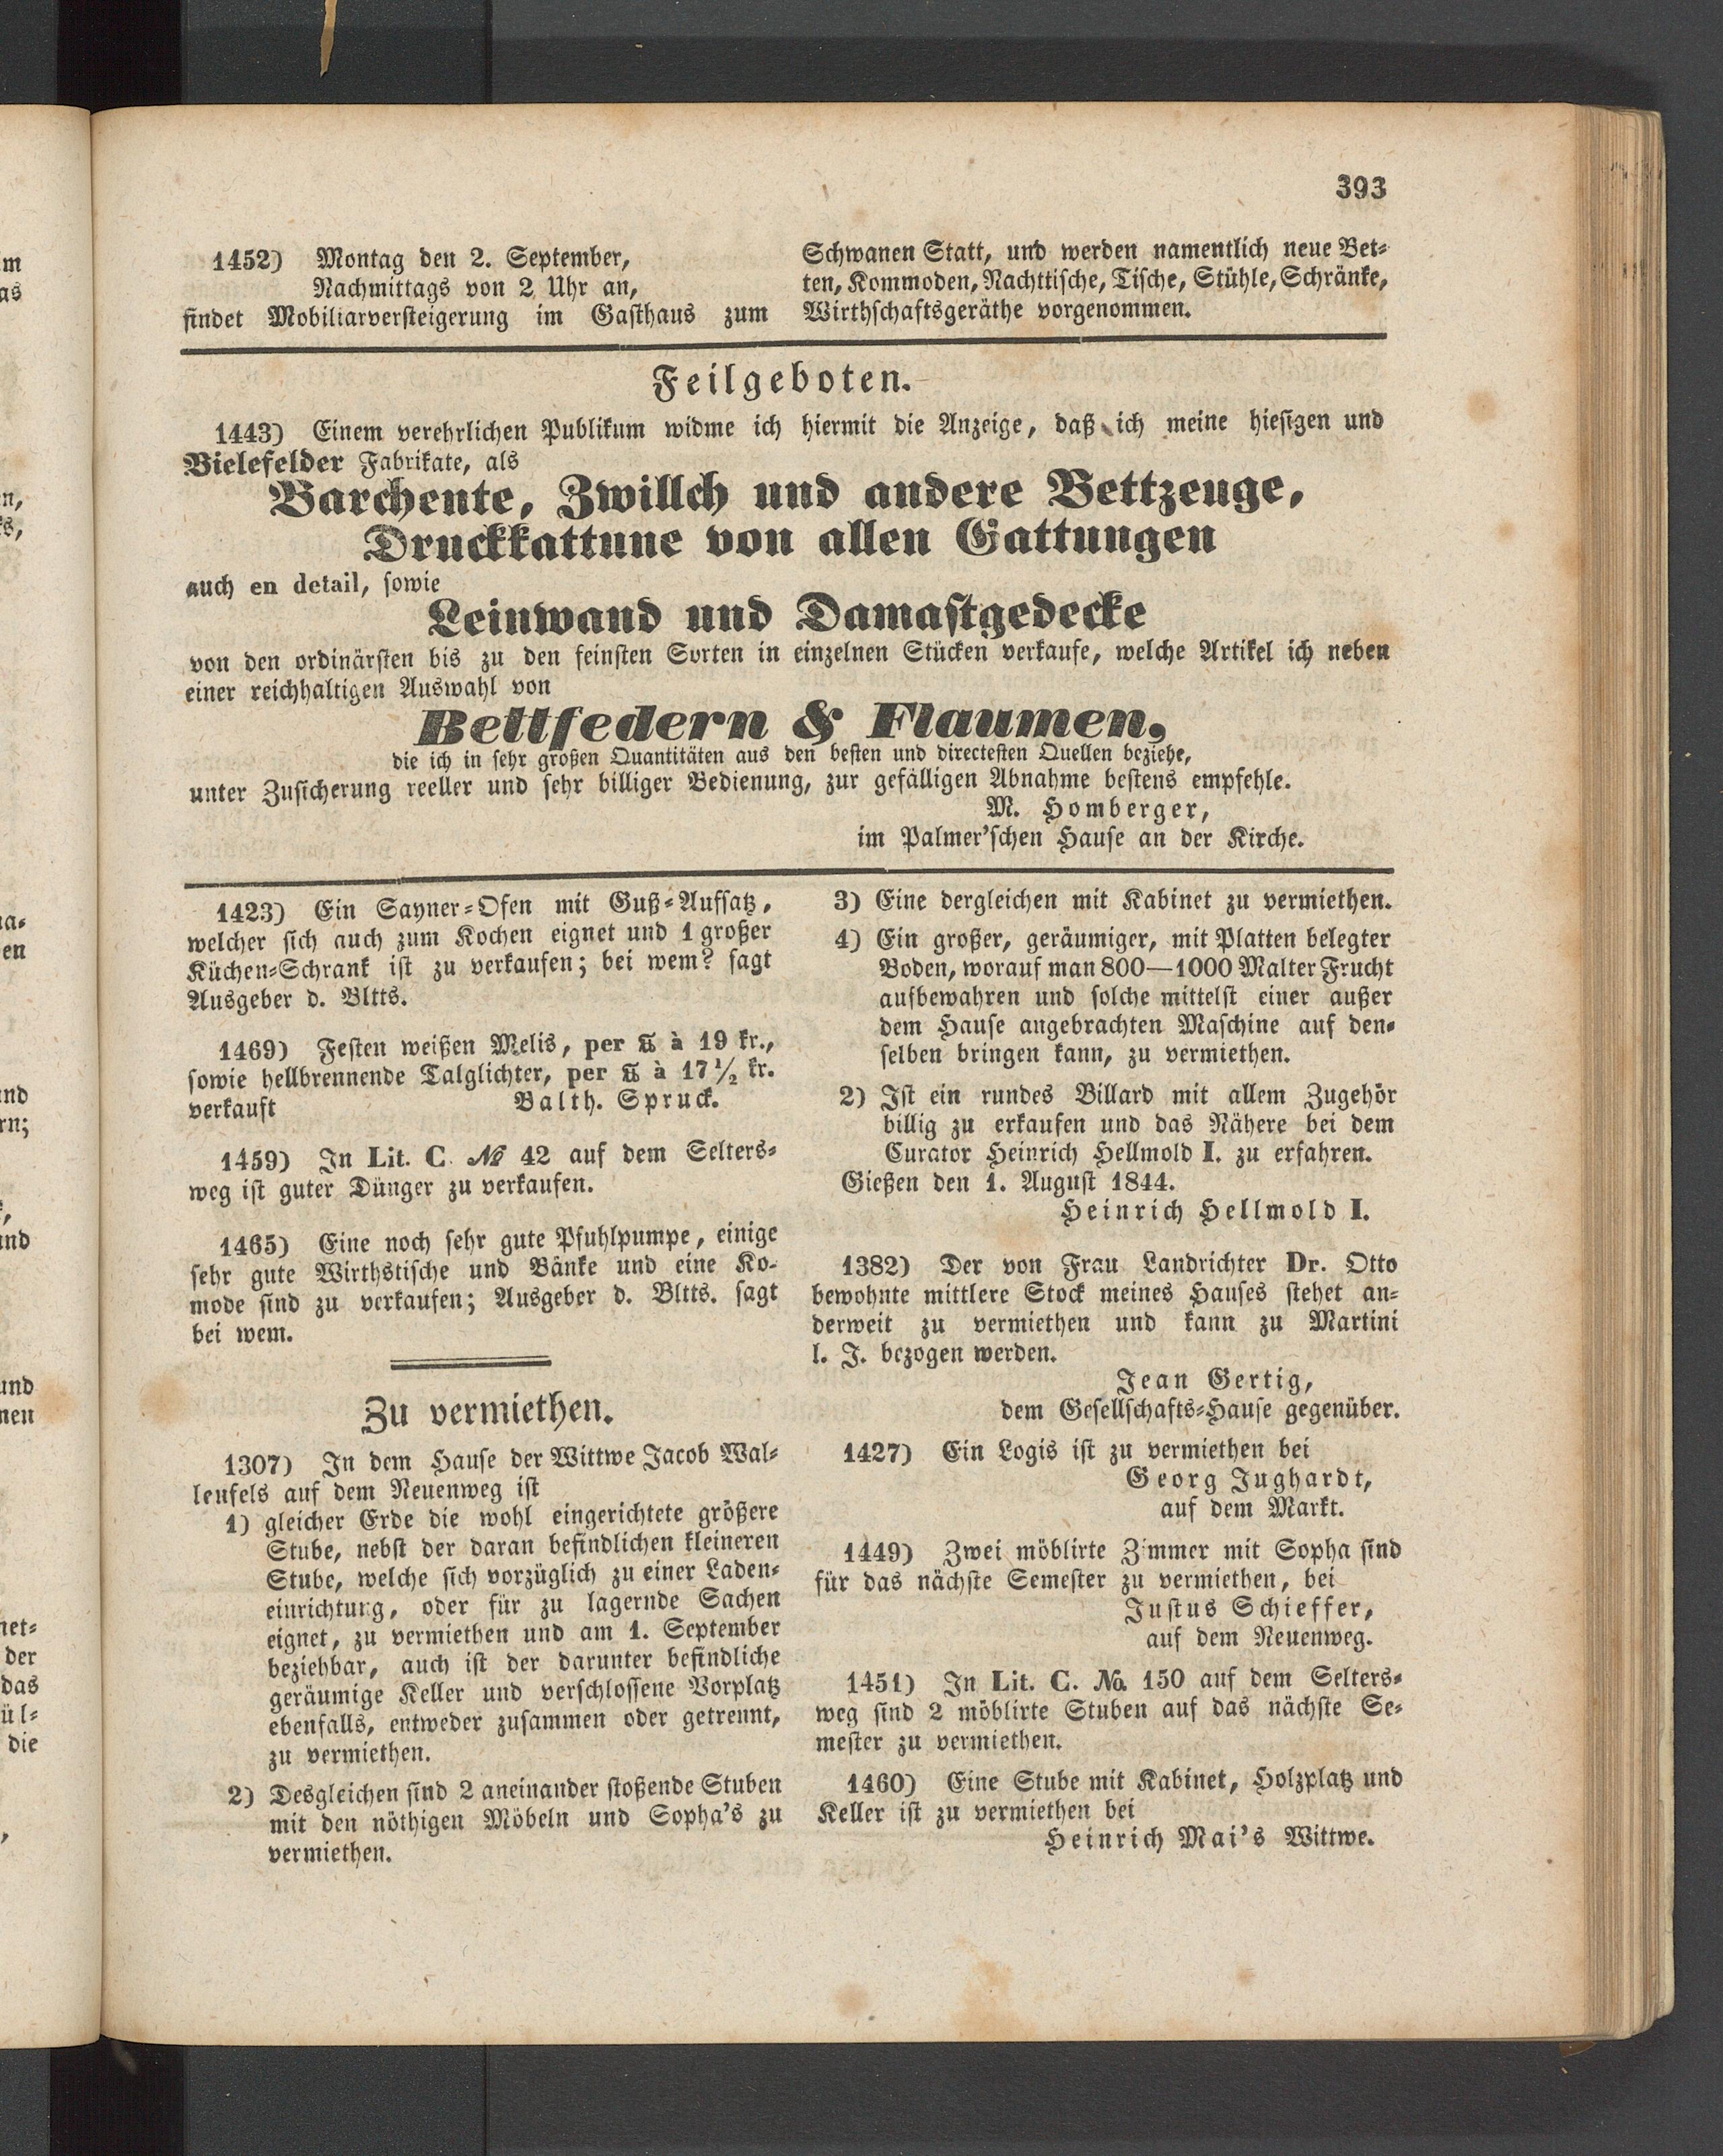 393
1452) Montag den 2. September,
Nachmittags von 2 Uhr an,
findet Mobiliarversteigerung im Gasthaus zum
Schwanen Statt, und werden namentlich neue Bet-
ten, Kommoden, Nachttische, Tische, Stühle, Schränke,
Wirthschaftsgeräthe vorgenommen.
Feilgeboten.
1443) Einem verehrlichen Publikum widme ich hiermit die Anzeige, daß ich meine hiesigen und
Bielefelder Fabrikate, als
Barchente, Zwillch und andere Bettzeuge,
Druckkattune von allen Gattungen
auch en detail, sowie
Leinwand und Damastgedecke
von den ordinärsten bis zu den feinsten Sorten in einzelnen Stücken verkaufe, welche Artikel ich neben
einer reichhaltigen Auswahl von
Bettfedern & Flaumen,
die ich in sehr großen Quantitäten aus den besten und directesten Quellen beziehe,
unter Zusicherung reeller und sehr billiger Bedienung, zur gefälligen Abnahme bestens empfehle.
M. Homberger,
im Palmer'schen Hause an der Kirche.
1423) Ein Sayner-Ofen mit Guß-Aufsatz,
welcher sich auch zum Kochen eignet und 1 großer
Küchen-Schrank ist zu verkaufen; bei wem? sagt
Ausgeber d. Bltts.
1469) Festen weißen Melis, per ℔ à 19 kr.,
sowie hellbrennende Talglichter, per ℔ à 17½ kr.
verkauft Balth. Spruck.
1459) In Lit. C № 42 auf dem Selters-
weg ist guter Dünger zu verkaufen.
1465) Eine noch sehr gute Pfuhlpumpe, einige
sehr gute Wirthstische und Bänke und eine Ko-
mode sind zu verkaufen; Ausgeber d. Bltts. sagt
bei wem.
Zu vermiethen.
1307) In dem Hause der Wittwe Jacob Wal-
lenfels auf dem Neuenweg ist
1) gleicher Erde die wohl eingerichtete größere
Stube, nebst der daran befindlichen kleineren
Stube, welche sich vorzüglich zu einer Laden-
einrichtung, oder für zu lagernde Sachen
eignet, zu vermiethen und am 1. September
beziehbar, auch ist der darunter befindliche
geräumige Keller und verschlossene Vorplatz
ebenfalls, entweder zusammen oder getrennt,
zu vermiethen.
2) Desgleichen sind 2 aneinander stoßende Stuben
mit den nöthigen Möbeln und Sopha's zu
vermiethen.
3) Eine dergleichen mit Kabinet zu vermiethen.
4) Ein großer, geräumiger, mit Platten belegter
Boden, worauf man 800—1000 Malter Frucht
aufbewahren und solche mittelst einer außer
dem Hause angebrachten Maschine auf den-
selben bringen kann, zu vermiethen.
2) Ist ein rundes Billard mit allem Zugehör
billig zu erkaufen und das Nähere bei dem
Curator Heinrich Hellmold I. zu erfahren.
Gießen den 1. August 1844.
Heinrich Hellmold I.
1382) Der von Frau Landrichter Dr. Otto
bewohnte mittlere Stock meines Hauses stehet an-
derweit zu vermiethen und kann zu Martini
l. J. bezogen werden.
Jean Gertig,
dem Gesellschafts-Hause gegenüber.
1427) Ein Logis ist zu vermiethen bei
Georg Jughardt,
auf dem Markt.
1449) Zwei möblirte Zimmer mit Sopha sind
für das nächste Semester zu vermiethen, bei
Justus Schieffer,
auf dem Neuenweg.
1451) In Lit. C. No. 150 auf dem Selters-
weg sind 2 möblirte Stuben auf das nächste Se-
mester zu vermiethen.
1460) Eine Stube mit Kabinet, Holzplatz und
Keller ist zu vermiethen bei
Heinrich Mai's Wittwe.